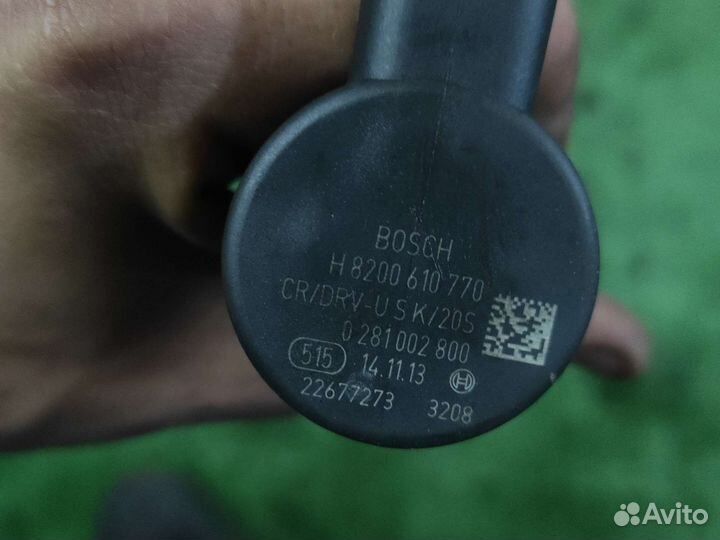 BOSCH
H 8200 610 770
CR/DRV-U S K/20S
0 281 002 800
515 14.11.13
22677273 3208
Avito